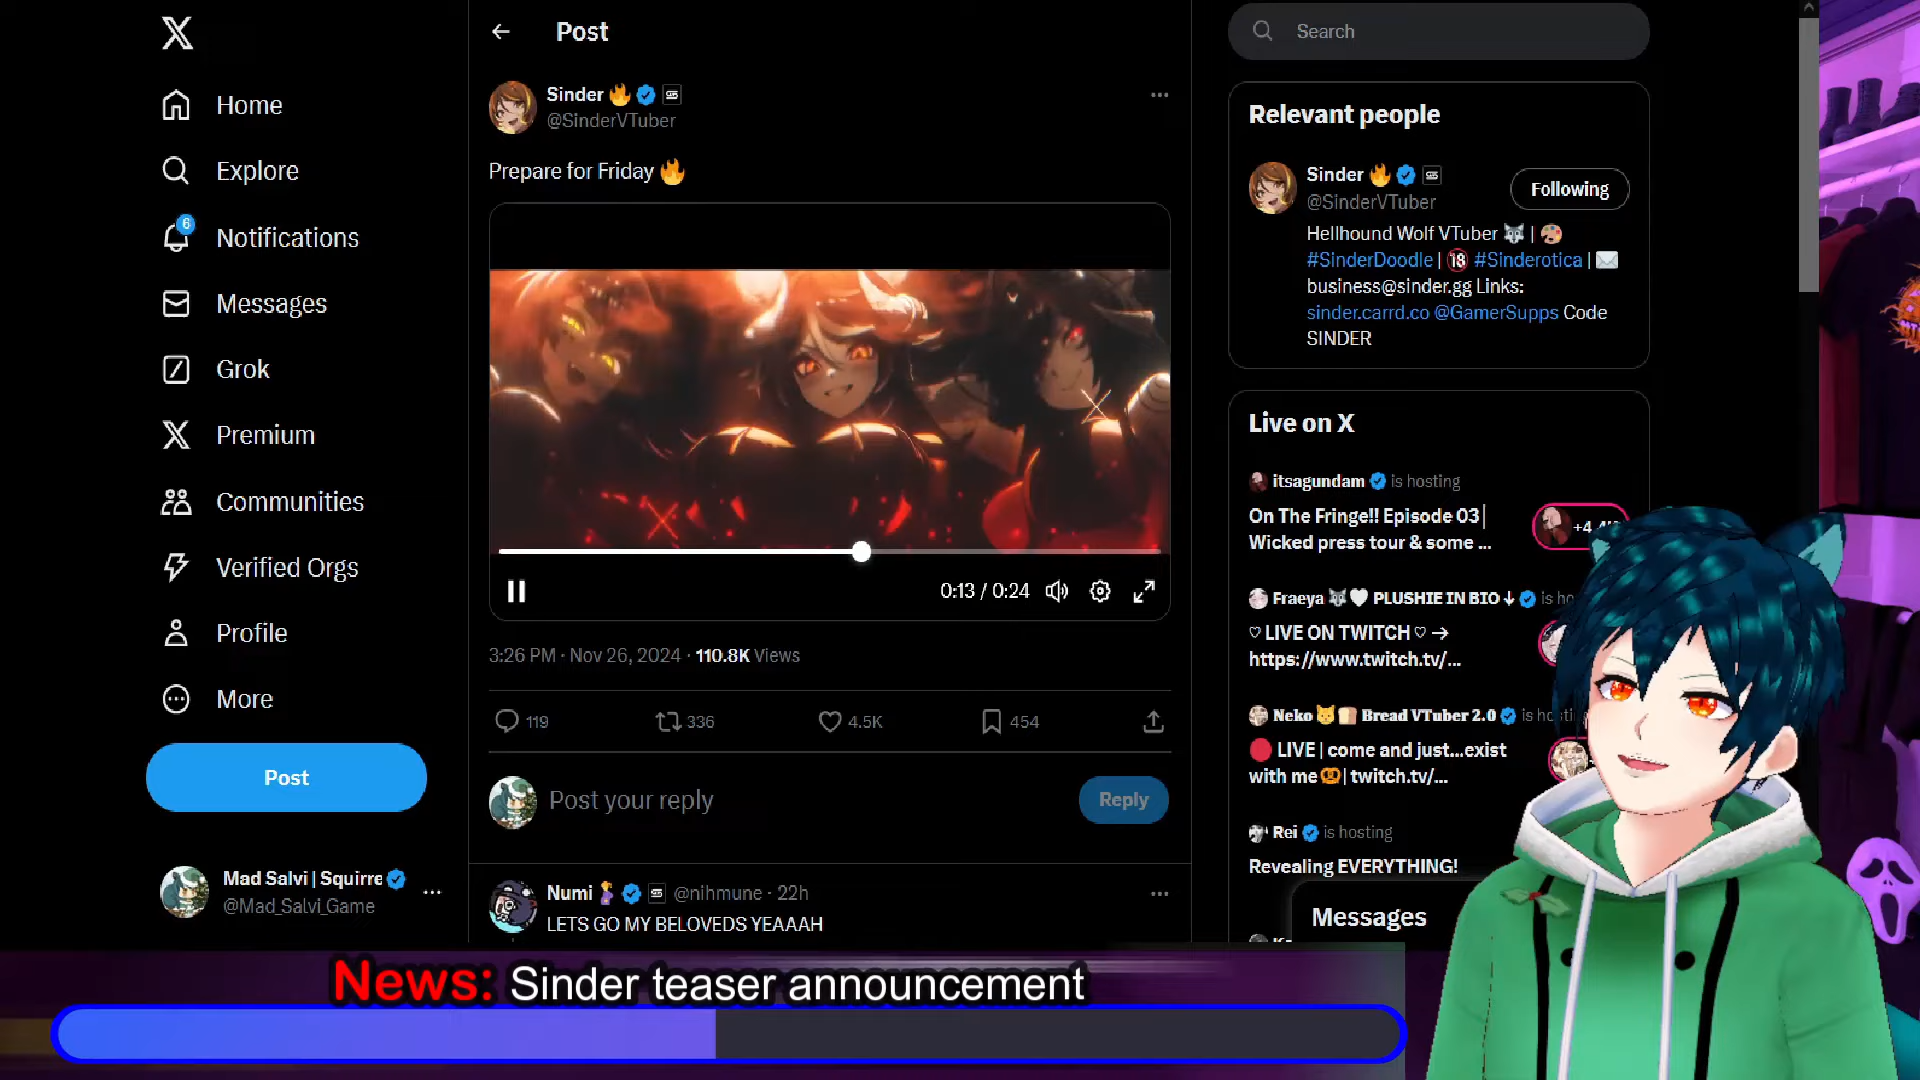 Home
Explore
6
Notifications
Messages
Grok
Premium
Communities
Verified Orgs
Profile
More
Post
Mad Salvi | Squirre
@Mad_Salvi_Game
Post
Sinder
@SinderVTuber
Prepare for Friday
0:13 / 0:24
3:26 PM · Nov 26, 2024 · 110.8K Views
119
336
4.5K
454
Post your reply
Reply
Numi @nihmune · 22h
LETS GO MY BELOVEDS YEAAAH
Search
Relevant people
Sinder
@SinderVTuber
Following
Hellhound Wolf VTuber | 
#SinderDoodle | 18 #Sinderotica |
business@sinder.gg Links:
sinder.carrd.co @GamerSupps Code
SINDER
Live on X
itsagundam is hosting
On The Fringe!! Episode 03|
Wicked press tour & some ...
Fraeya PLUSHIE IN BIO is ho
♡ LIVE ON TWITCH ♡ →
https://www.twitch.tv/...
Neko Bread VTuber 2.0 is hosti
LIVE | come and just...exist
with me | twitch.tv/...
Rei is hosting
Revealing EVERYTHING!
Messages
News: Sinder teaser announcement